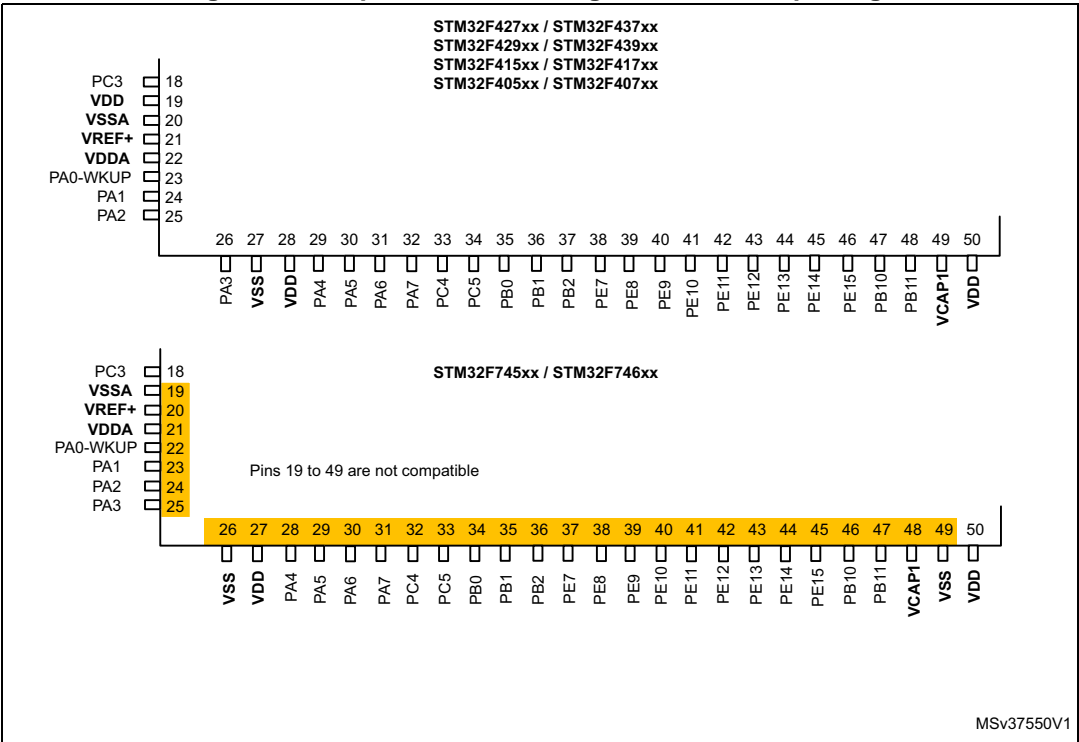 STM32F427xx / STM32F437xx
STM32F429xx / STM32F439xx
STM32F415xx / STM32F417xx
STM32F405xx / STM32F407xx
PC3 18
VDD 19
VSSA 20
VREF+ 21
VDDA 22
PA0-WKUP 23
PA1 24
PA2 25
26 27 28 29 30 31 32 33 34 35 36 37 38 39 40 41 42 43 44 45 46 47 48 49 50
PA3 VSS VDD PA4 PA5 PA6 PA7 PC4 PC5 PB0 PB1 PB2 PE7 PE8 PE9 PE10 PE11 PE12 PE13 PE14 PE15 PB10 PB11 VCAP1 VDD
STM32F745xx / STM32F746xx
PC3 18
VSSA 19
VREF+ 20
VDDA 21
PA0-WKUP 22
PA1 23
PA2 24
PA3 25
Pins 19 to 49 are not compatible
26 27 28 29 30 31 32 33 34 35 36 37 38 39 40 41 42 43 44 45 46 47 48 49 50
VSS VDD PA4 PA5 PA6 PA7 PC4 PC5 PB0 PB1 PB2 PE7 PE8 PE9 PE10 PE11 PE12 PE13 PE14 PE15 PB10 PB11 VCAP1 VSS VDD
MSv37550V1